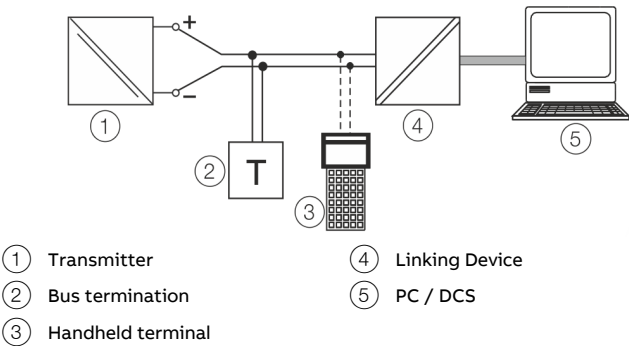 +
−
T
1
2
3
4
5
1 Transmitter
2 Bus termination
3 Handheld terminal
4 Linking Device
5 PC / DCS